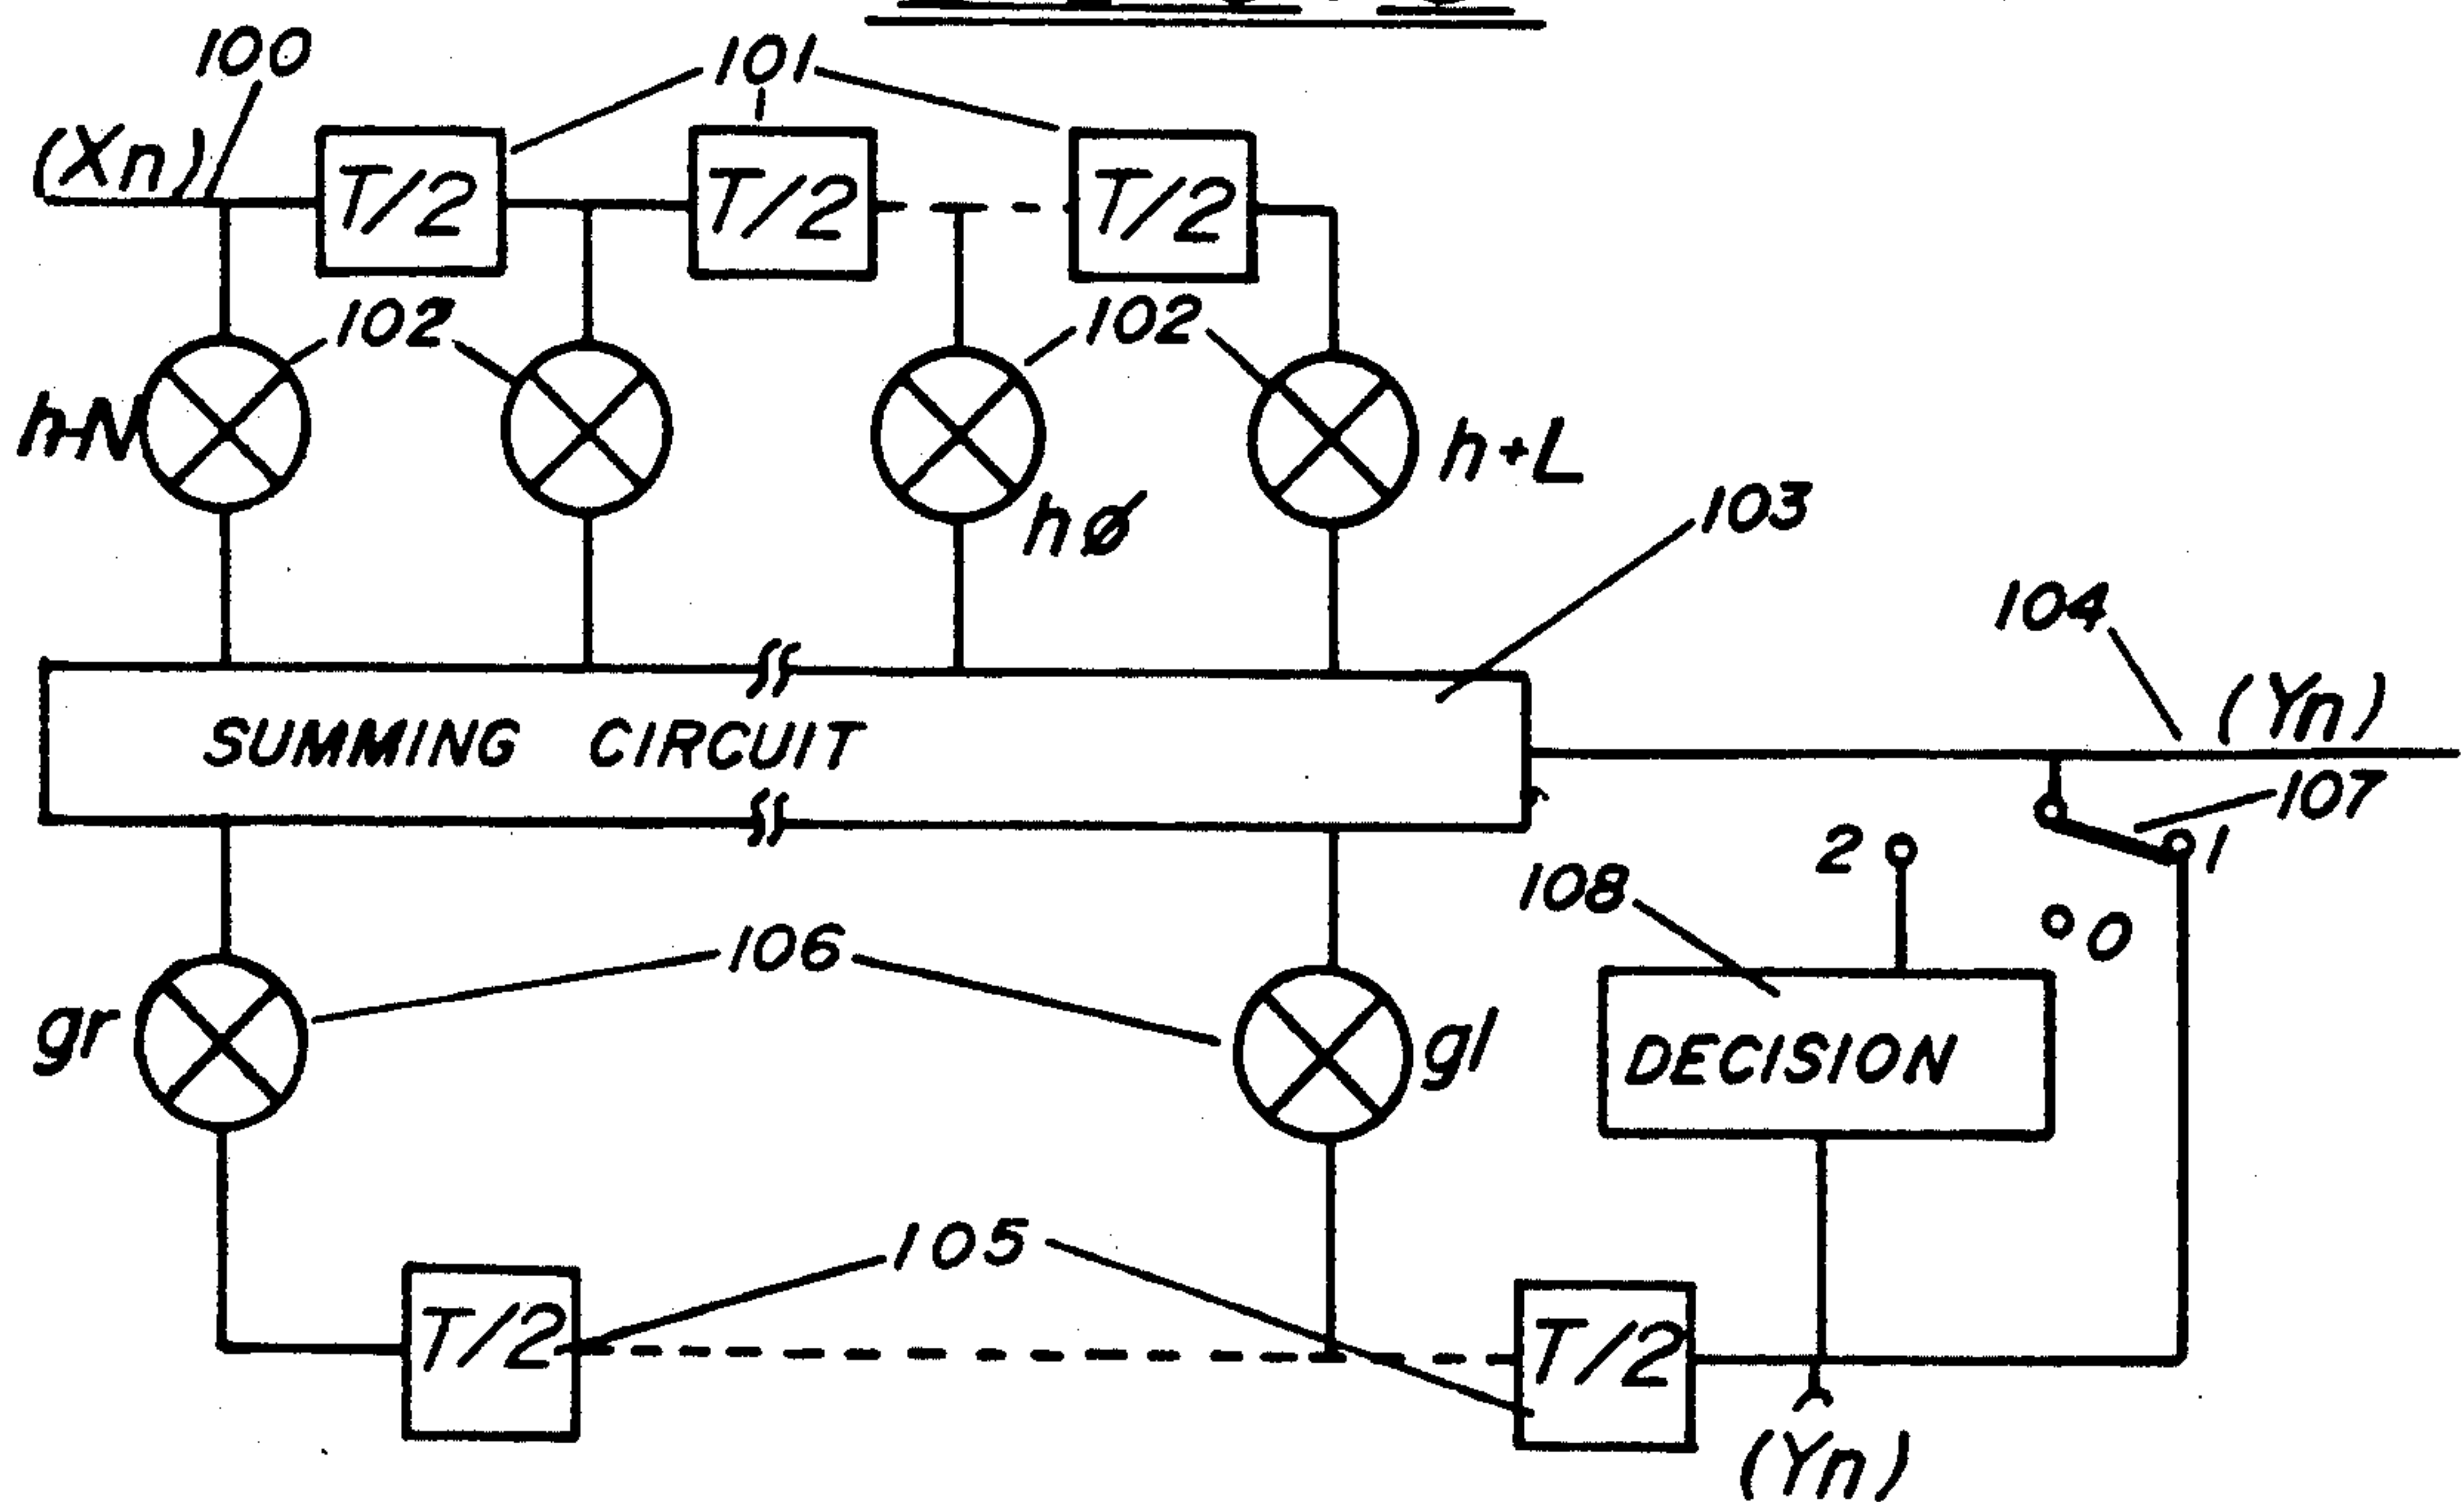 100
101
(Xn)
T/2
T/2
T/2
102
102
h-N
h+L
hø
103
104
SUMMING CIRCUIT
(Yn)
107
2
1
108
0
106
gr
gl
DECISION
105
T/2
T/2
(Yn)